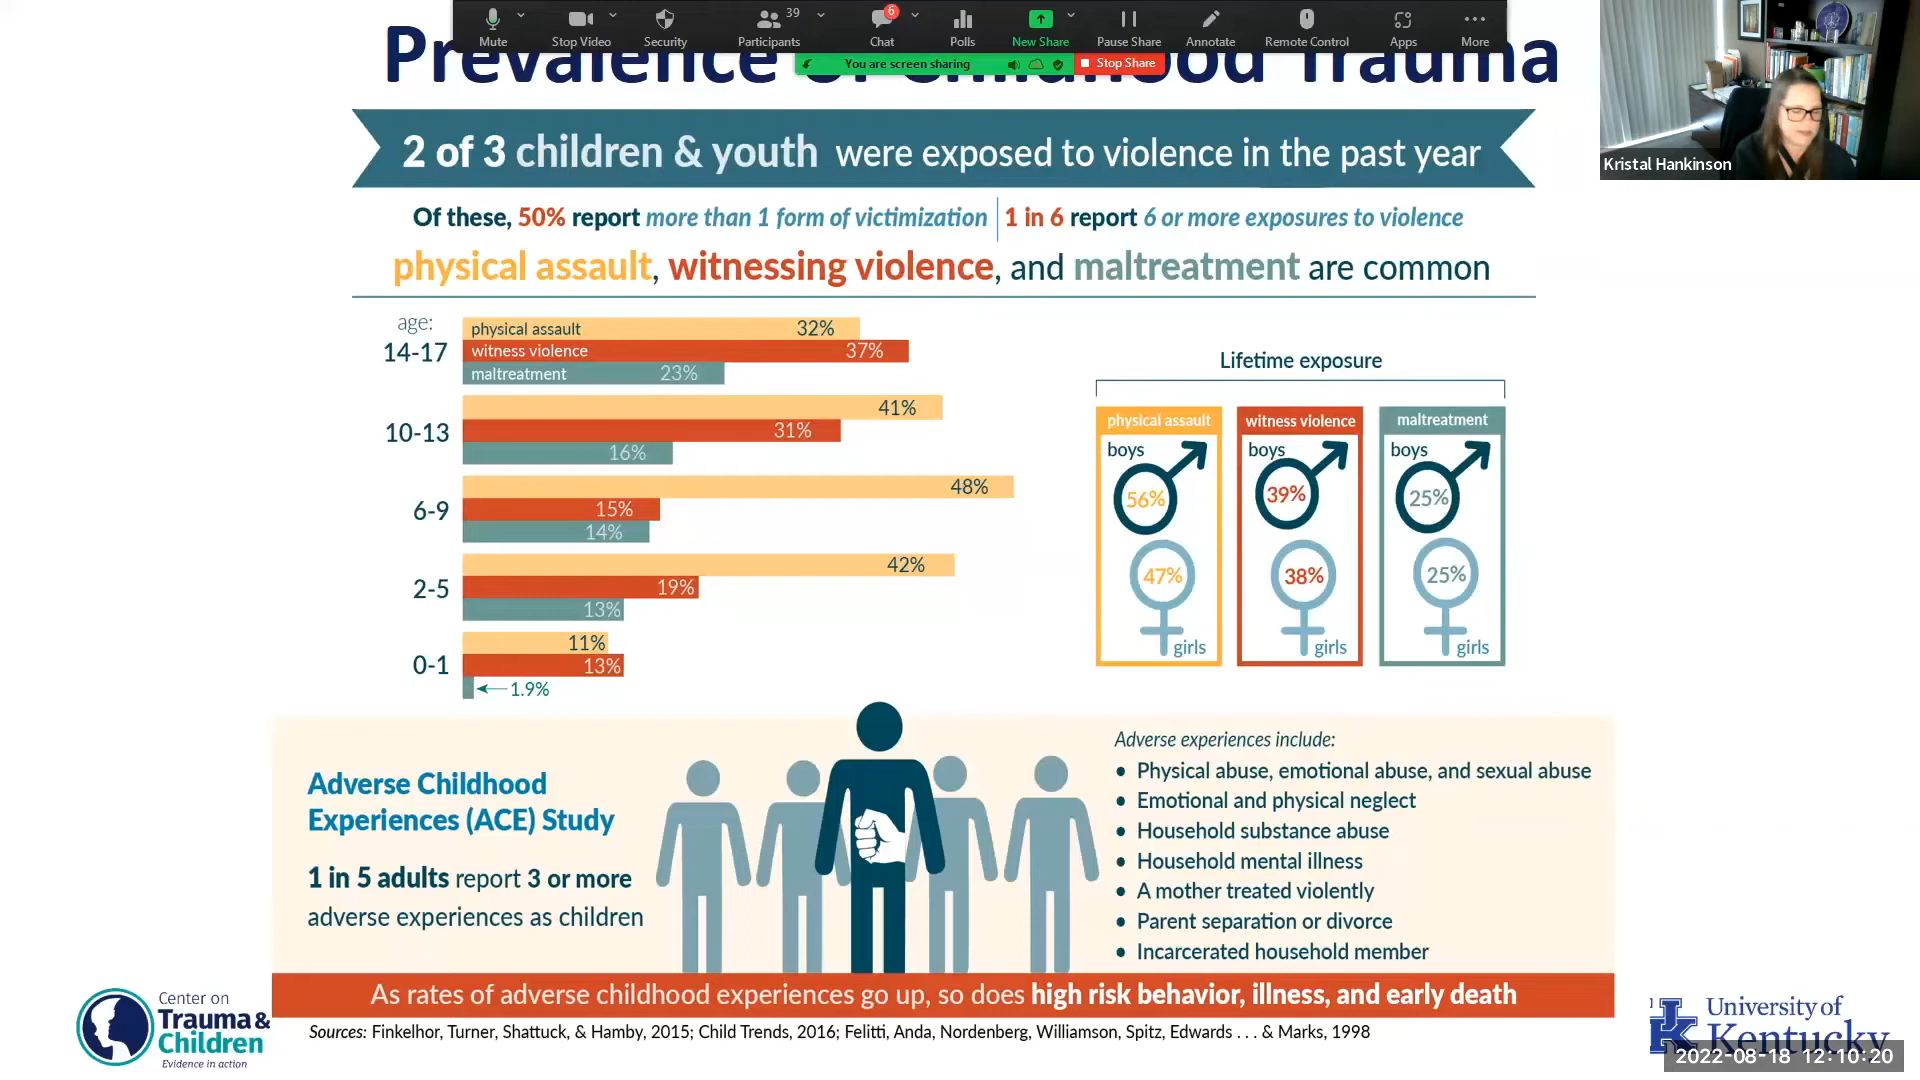 Mute
Stop Video
Security
39
Participants
6
Chat
Polls
New Share
Pause Share
Annotate
Remote Control
Apps
More
You are screen sharing
Stop Share
Prevalence Trauma
Kristal Hankinson
2 of 3 children & youth were exposed to violence in the past year
Of these, 50% report more than 1 form of victimization
1 in 6 report 6 or more exposures to violence
physical assault, witnessing violence, and maltreatment are common
age:
14-17
physical assault 32%
witness violence 37%
maltreatment 23%
10-13
41%
31%
16%
6-9
48%
15%
14%
2-5
42%
19%
13%
0-1
11%
13%
1.9%
Lifetime exposure
physical assault
boys
56%
47%
girls
witness violence
boys
39%
38%
girls
maltreatment
boys
25%
25%
girls
Adverse Childhood
Experiences (ACE) Study
1 in 5 adults report 3 or more
adverse experiences as children
Adverse experiences include:
• Physical abuse, emotional abuse, and sexual abuse
• Emotional and physical neglect
• Household substance abuse
• Household mental illness
• A mother treated violently
• Parent separation or divorce
• Incarcerated household member
As rates of adverse childhood experiences go up, so does high risk behavior, illness, and early death
Sources: Finkelhor, Turner, Shattuck, & Hamby, 2015; Child Trends, 2016; Felitti, Anda, Nordenberg, Williamson, Spitz, Edwards . . . & Marks, 1998
Center on
Trauma &
Children
Evidence in action
University of
Kentucky
2022-08-18 12:10:20